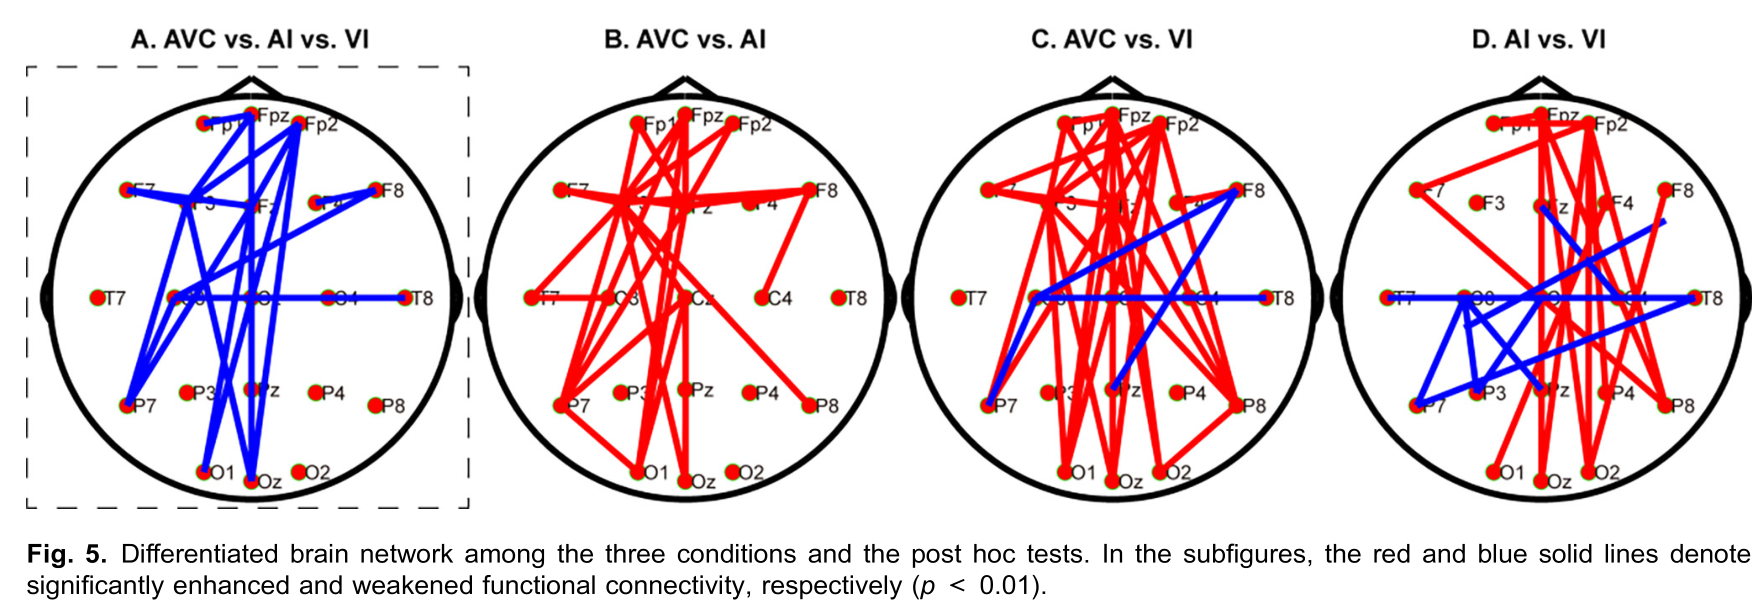 A. AVC vs. AI vs. VI
B. AVC vs. AI
C. AVC vs. VI
D. AI vs. VI
Fpz Fp2
F7 F3 Fz F4 F8
T7 C3 Cz C4 T8
P7 P3 Pz P4 P8
O1 Oz O2
Fp1 Fpz Fp2
F7 Fz F4 F8
T7 C3 Cz C4 T8
P7 P3 Pz P4 P8
O1 Oz O2
Fp1 Fpz Fp2
F3 Fz F4 F8
T7 C4 T8
P7 P3 Pz P4 P8
O1 Oz O2
Fp1 Fpz Fp2
F7 F3 Fz F4 F8
T7 C3 C4 T8
P7 P3 Pz P4 P8
O1 Oz O2
Fig. 5. Differentiated brain network among the three conditions and the post hoc tests. In the subfigures, the red and blue solid lines denote
significantly enhanced and weakened functional connectivity, respectively (p < 0.01).